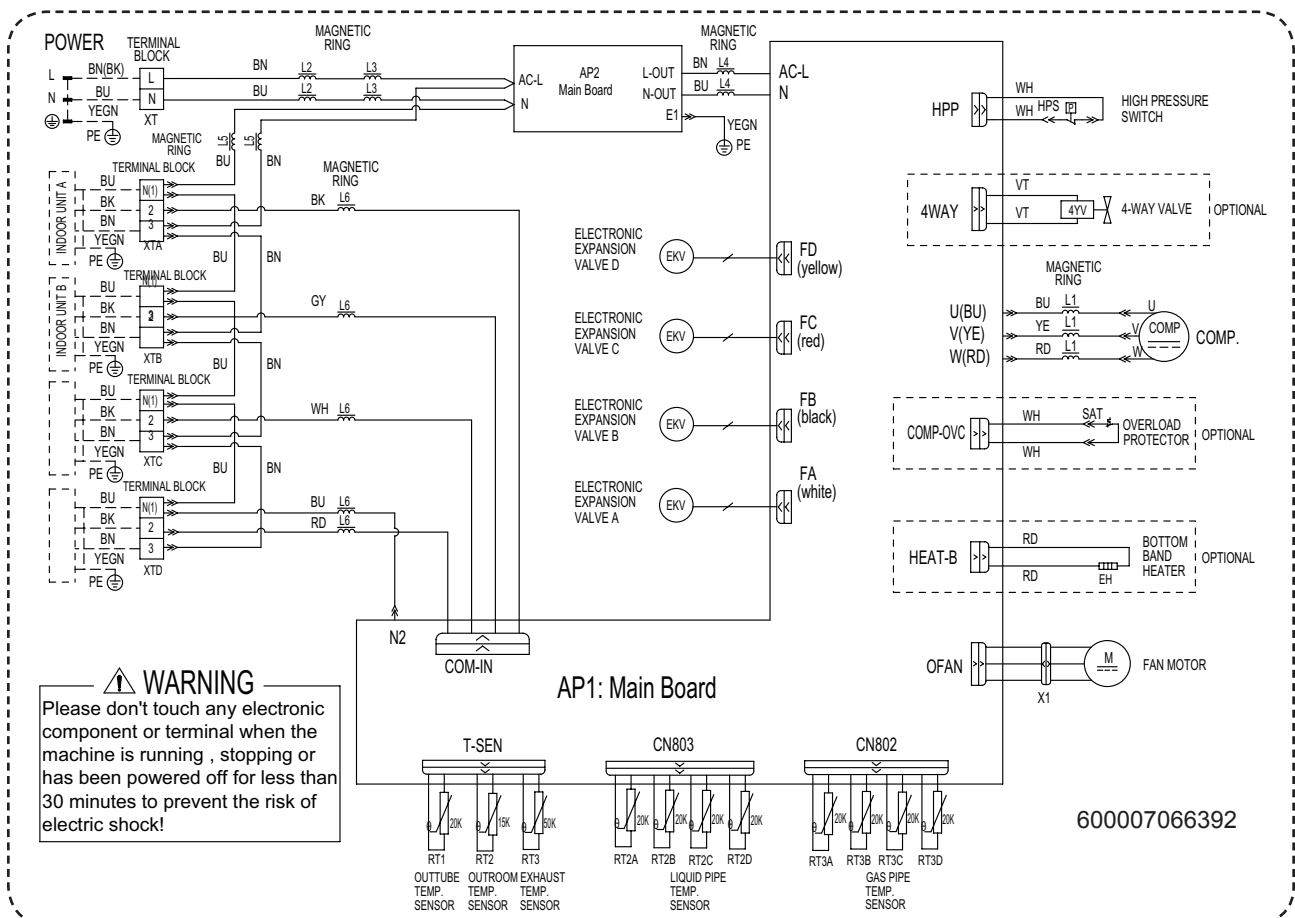 POWER
TERMINAL
BLOCK
MAGNETIC
RING
L
BN(BK)
L
BN
L2
L3
N
BU
N
BU
L2
L3
YEGN
XT
PE
AC-L
N
AP2
Main Board
L-OUT
N-OUT
E1
MAGNETIC
RING
BN
L4
BU
L4
YEGN
PE
AC-L
N
MAGNETIC
RING
L5
L5
BU
BN
TERMINAL BLOCK
INDOOR UNIT A
BU
N(1)
BK
2
BN
3
YEGN
XTA
PE
MAGNETIC
RING
BK
L6
BU
BN
TERMINAL BLOCK
INDOOR UNIT B
BU
N(1)
BK
2
3
BN
YEGN
XTB
PE
GY
L6
BU
BN
TERMINAL BLOCK
BU
N(1)
BK
2
BN
3
YEGN
XTC
PE
WH
L6
BU
BN
TERMINAL BLOCK
BU
N(1)
BK
2
BN
3
YEGN
XTD
PE
BU
L6
RD
L6
N2
COM-IN
ELECTRONIC
EXPANSION
VALVE D
EKV
FD
(yellow)
ELECTRONIC
EXPANSION
VALVE C
EKV
FC
(red)
ELECTRONIC
EXPANSION
VALVE B
EKV
FB
(black)
ELECTRONIC
EXPANSION
VALVE A
EKV
FA
(white)
HPP
WH
WH
HPS
P
HIGH PRESSURE
SWITCH
4WAY
VT
VT
4YV
4-WAY VALVE
OPTIONAL
MAGNETIC
RING
U(BU)
BU
L1
U
V(YE)
YE
L1
V
W(RD)
RD
L1
W
COMP
COMP.
COMP-OVC
WH
SAT
WH
OVERLOAD
PROTECTOR
OPTIONAL
HEAT-B
RD
RD
EH
BOTTOM
BAND
HEATER
OPTIONAL
OFAN
X1
M
FAN MOTOR
AP1: Main Board
WARNING
Please don't touch any electronic
component or terminal when the
machine is running , stopping or
has been powered off for less than
30 minutes to prevent the risk of
electric shock!
T-SEN
θ
20K
θ
15K
θ
50K
RT1
RT2
RT3
OUTTUBE
TEMP.
SENSOR
OUTROOM
TEMP.
SENSOR
EXHAUST
TEMP.
SENSOR
CN803
θ
20K
θ
20K
θ
20K
θ
20K
RT2A
RT2B
RT2C
RT2D
LIQUID PIPE
TEMP.
SENSOR
CN802
θ
20K
θ
20K
θ
20K
θ
20K
RT3A
RT3B
RT3C
RT3D
GAS PIPE
TEMP.
SENSOR
600007066392